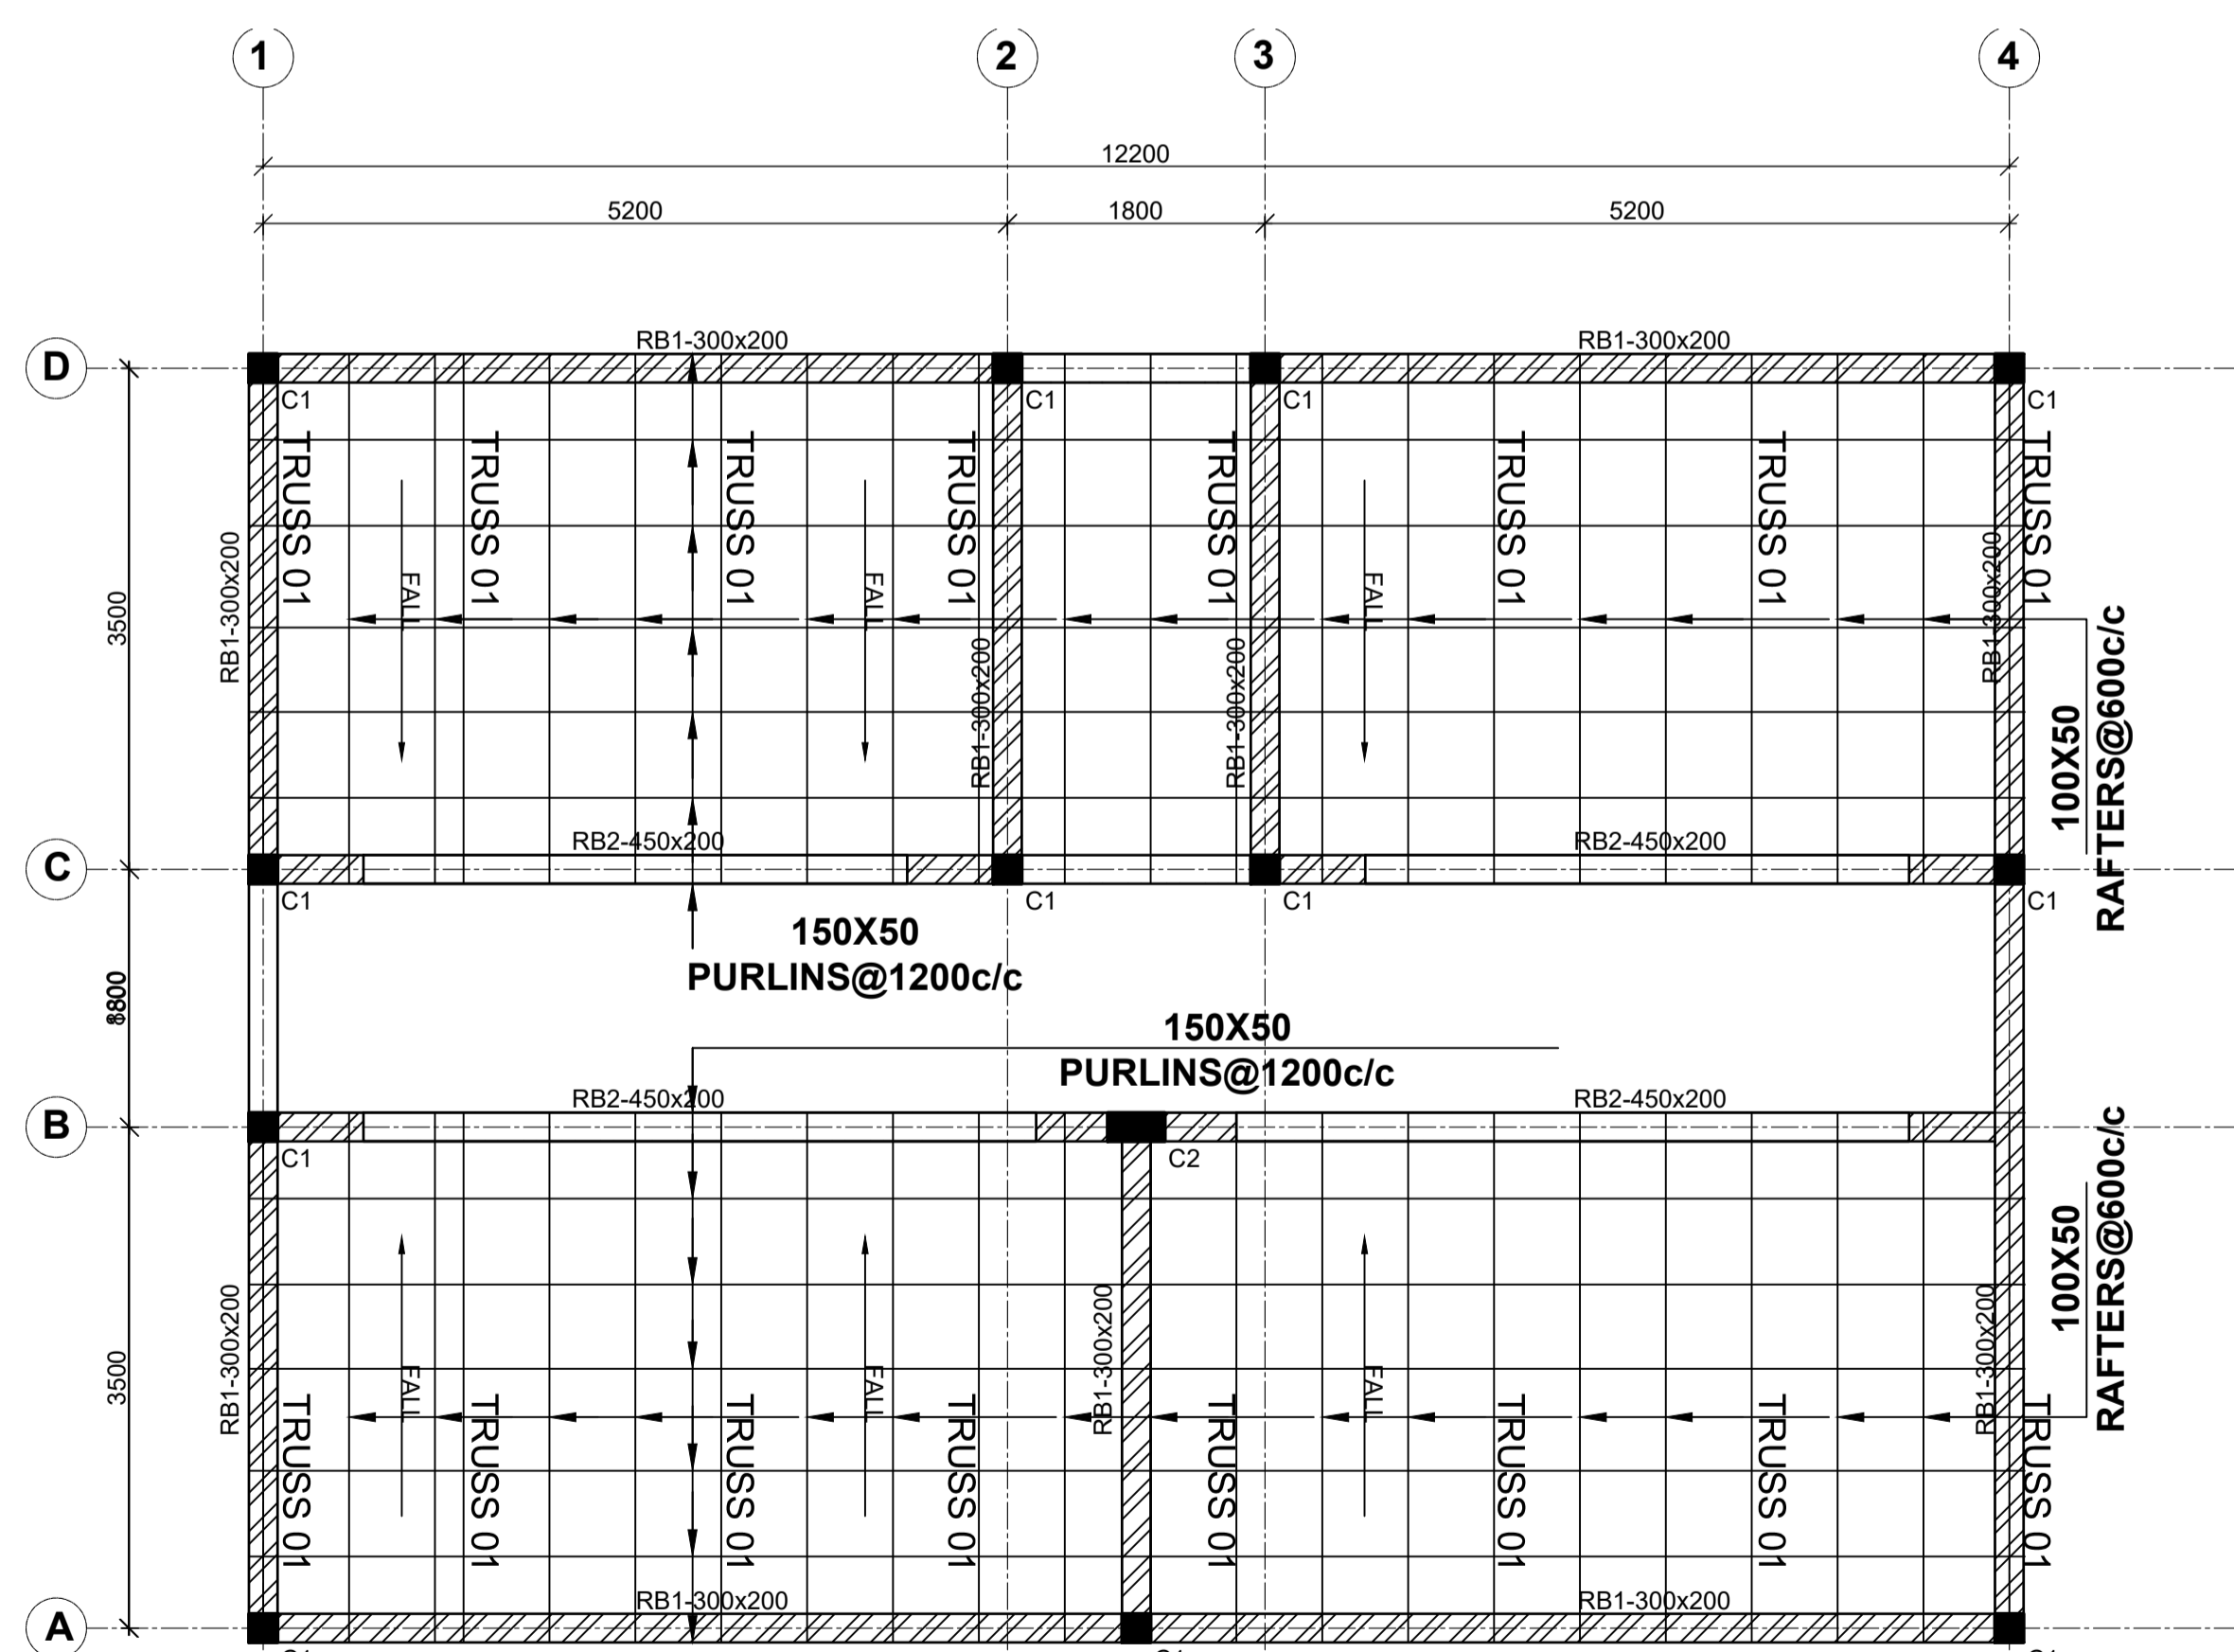 1 2 3 4
12200
5200 1800 5200
RB1-300x200 RB1-300x200
D
C1 C1 C1 C1
TRUSS 01 TRUSS 01 TRUSS 01 TRUSS 01 TRUSS 01 TRUSS 01 TRUSS 01 TRUSS 01
FALL FALL FALL
3500
RB1-300x200 RB1-300x200 RB1-300x200 RB1-300x200
100X50
RAFTERS@600c/c
RB2-450x200 RB2-450x200
C
C1 C1 C1 C1
150X50
PURLINS@1200c/c
150X50
PURLINS@1200c/c
RB2-450x200 RB2-450x200
B
C1 C2
100X50
RAFTERS@600c/c
RB1-300x200 RB1-300x200 RB1-300x200
3500
FALL FALL FALL
TRUSS 01 TRUSS 01 TRUSS 01 TRUSS 01 TRUSS 01 TRUSS 01 TRUSS 01 TRUSS 01
RB1-300x200 RB1-300x200
A